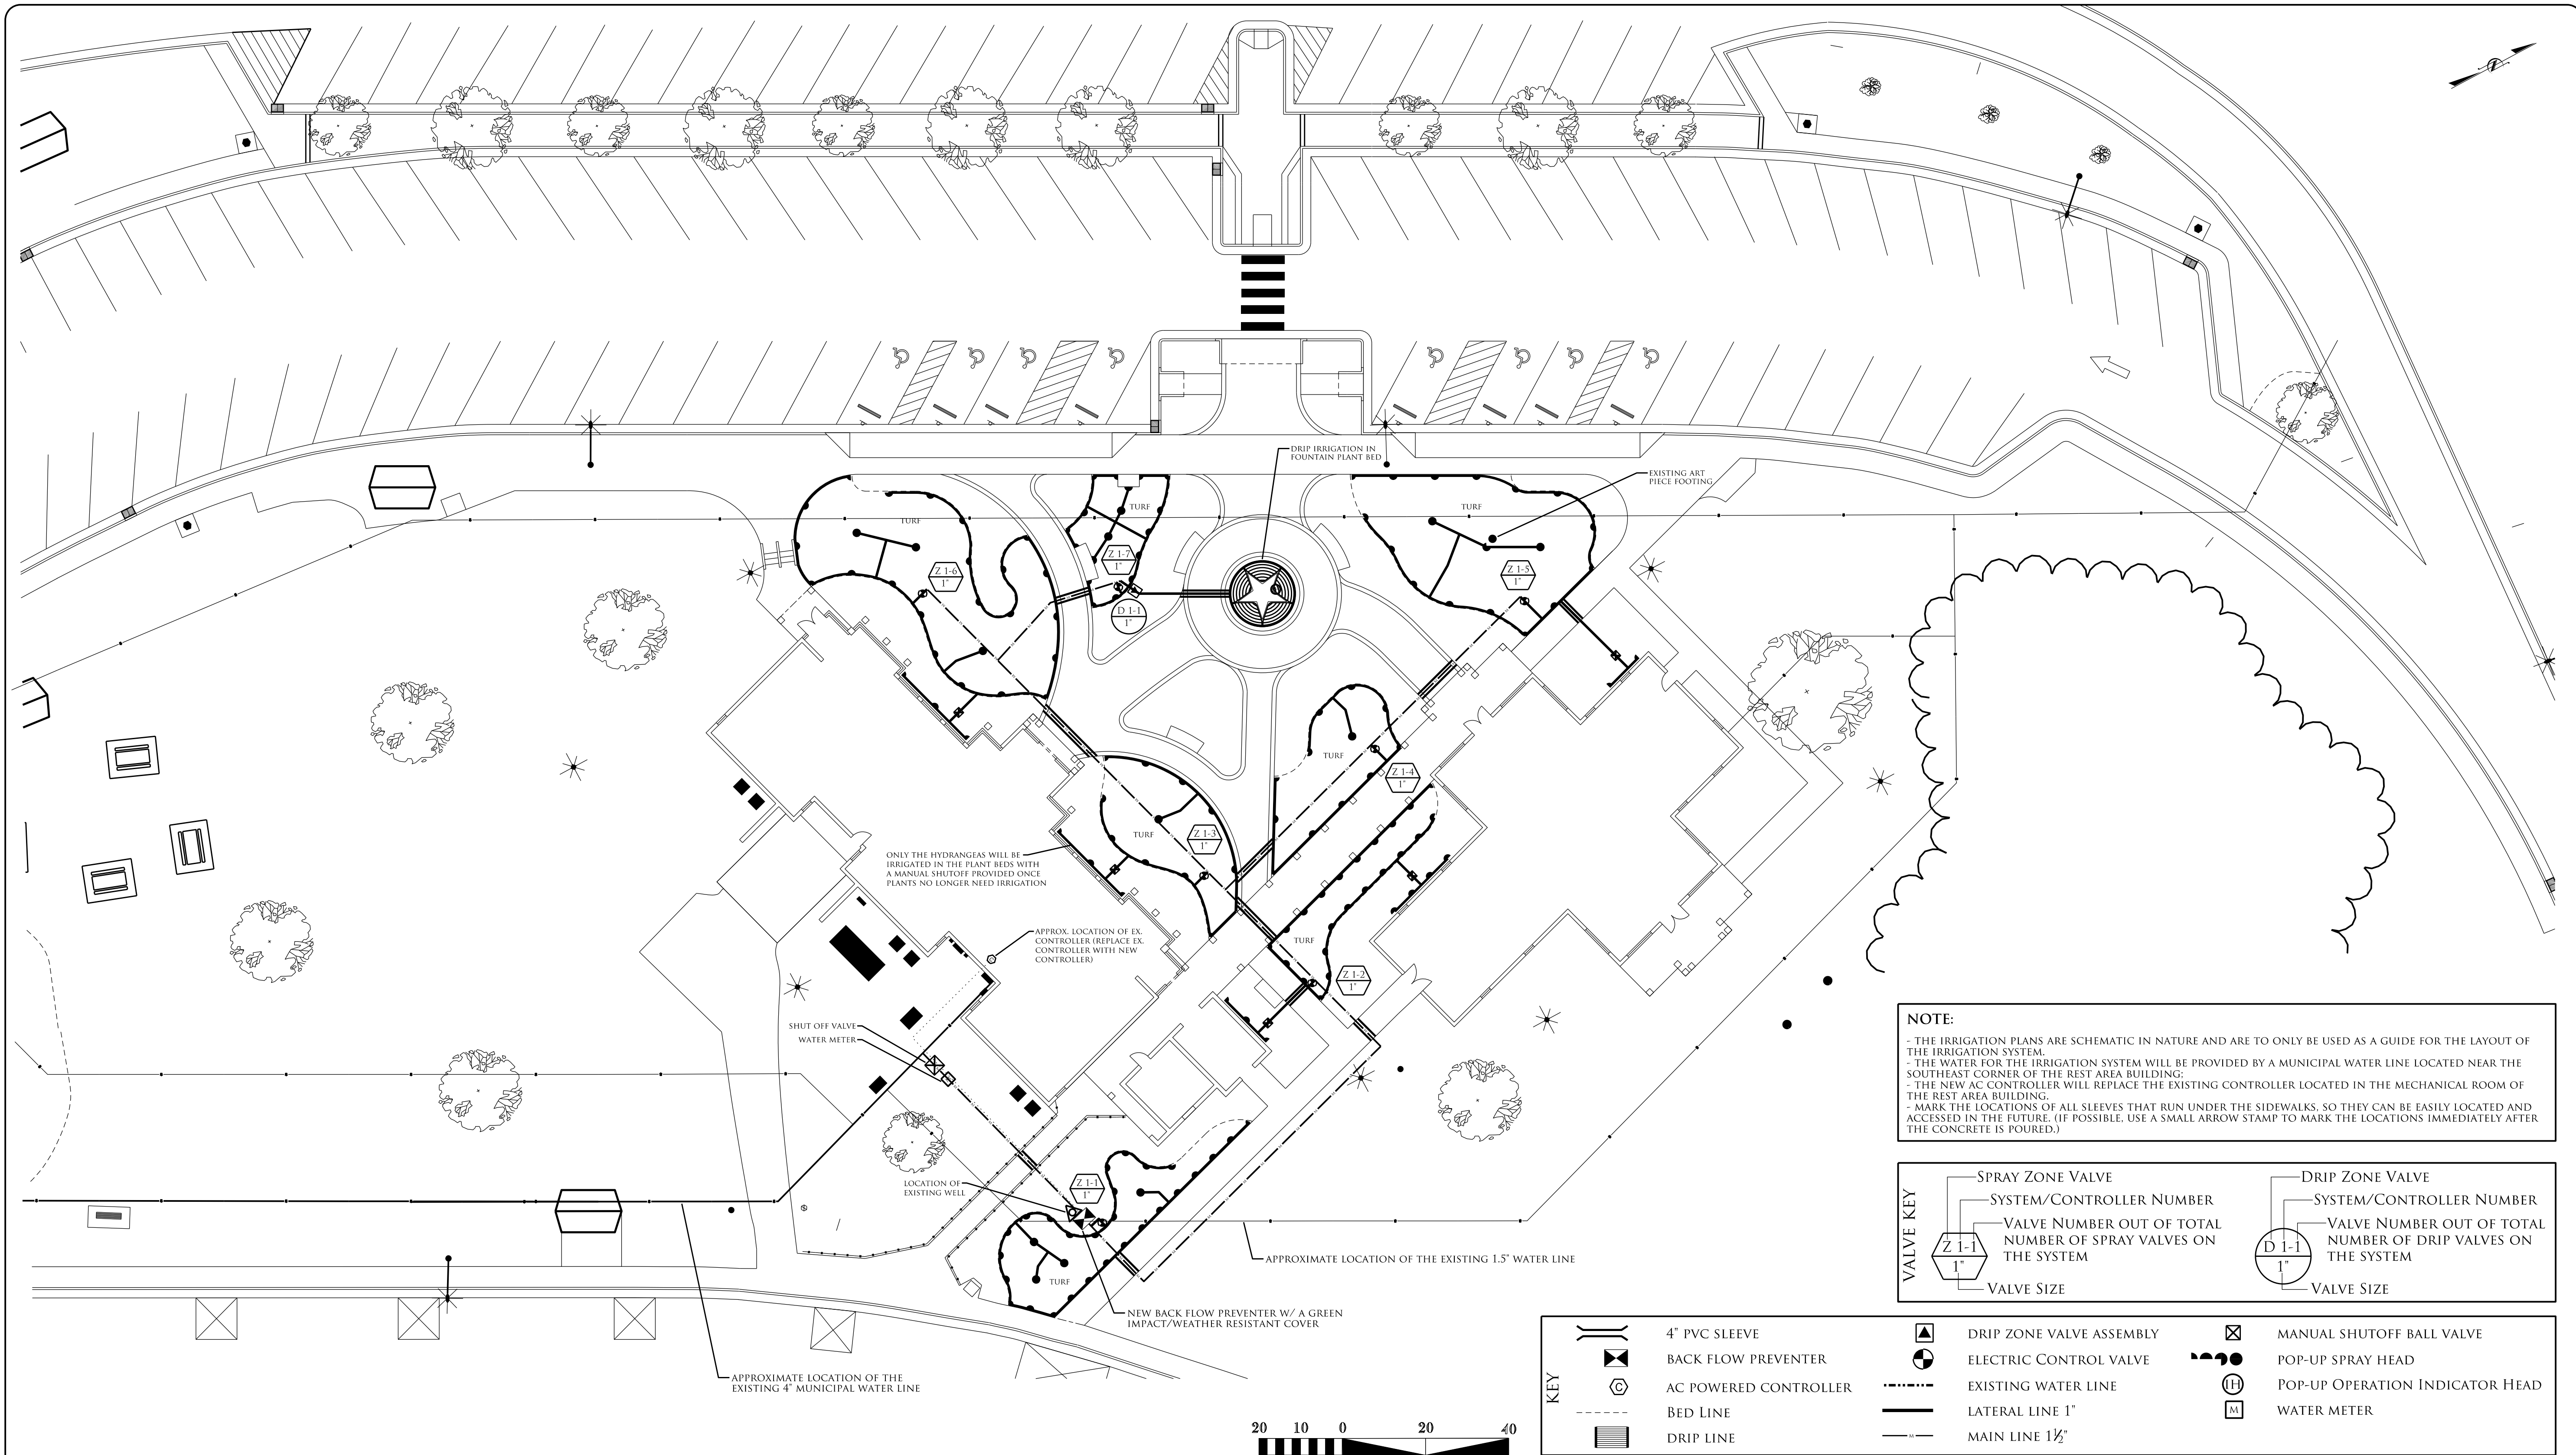 DRIP IRRIGATION IN
FOUNTAIN PLANT BED
EXISTING ART
PIECE FOOTING
TURF
TURF
TURF
Z 1-7
1"
Z 1-6
1"
Z 1-5
1"
D 1-1
1"
TURF
Z 1-4
1"
TURF
Z 1-3
1"
ONLY THE HYDRANGEAS WILL BE
IRRIGATED IN THE PLANT BEDS WITH
A MANUAL SHUTOFF PROVIDED ONCE
PLANTS NO LONGER NEED IRRIGATION
APPROX. LOCATION OF EX.
CONTROLLER (REPLACE EX.
CONTROLLER WITH NEW
CONTROLLER)
TURF
Z 1-2
1"
SHUT OFF VALVE
WATER METER
LOCATION OF
EXISTING WELL
Z 1-1
1"
TURF
APPROXIMATE LOCATION OF THE EXISTING 1.5" WATER LINE
NEW BACK FLOW PREVENTER W/ A GREEN
IMPACT/WEATHER RESISTANT COVER
APPROXIMATE LOCATION OF THE
EXISTING 4" MUNICIPAL WATER LINE
NOTE:
- THE IRRIGATION PLANS ARE SCHEMATIC IN NATURE AND ARE TO ONLY BE USED AS A GUIDE FOR THE LAYOUT OF
THE IRRIGATION SYSTEM.
- THE WATER FOR THE IRRIGATION SYSTEM WILL BE PROVIDED BY A MUNICIPAL WATER LINE LOCATED NEAR THE
SOUTHEAST CORNER OF THE REST AREA BUILDING;
- THE NEW AC CONTROLLER WILL REPLACE THE EXISTING CONTROLLER LOCATED IN THE MECHANICAL ROOM OF
THE REST AREA BUILDING.
- MARK THE LOCATIONS OF ALL SLEEVES THAT RUN UNDER THE SIDEWALKS, SO THEY CAN BE EASILY LOCATED AND
ACCESSED IN THE FUTURE. (IF POSSIBLE, USE A SMALL ARROW STAMP TO MARK THE LOCATIONS IMMEDIATELY AFTER
THE CONCRETE IS POURED.)
VALVE KEY
SPRAY ZONE VALVE
SYSTEM/CONTROLLER NUMBER
VALVE NUMBER OUT OF TOTAL
NUMBER OF SPRAY VALVES ON
THE SYSTEM
Z 1-1
1"
VALVE SIZE
DRIP ZONE VALVE
SYSTEM/CONTROLLER NUMBER
VALVE NUMBER OUT OF TOTAL
NUMBER OF DRIP VALVES ON
THE SYSTEM
D 1-1
1"
VALVE SIZE
KEY
4" PVC SLEEVE
BACK FLOW PREVENTER
C
AC POWERED CONTROLLER
BED LINE
DRIP LINE
DRIP ZONE VALVE ASSEMBLY
ELECTRIC CONTROL VALVE
EXISTING WATER LINE
LATERAL LINE 1"
M
MAIN LINE 1½"
MANUAL SHUTOFF BALL VALVE
POP-UP SPRAY HEAD
IH
POP-UP OPERATION INDICATOR HEAD
M
WATER METER
20 10 0 20 40